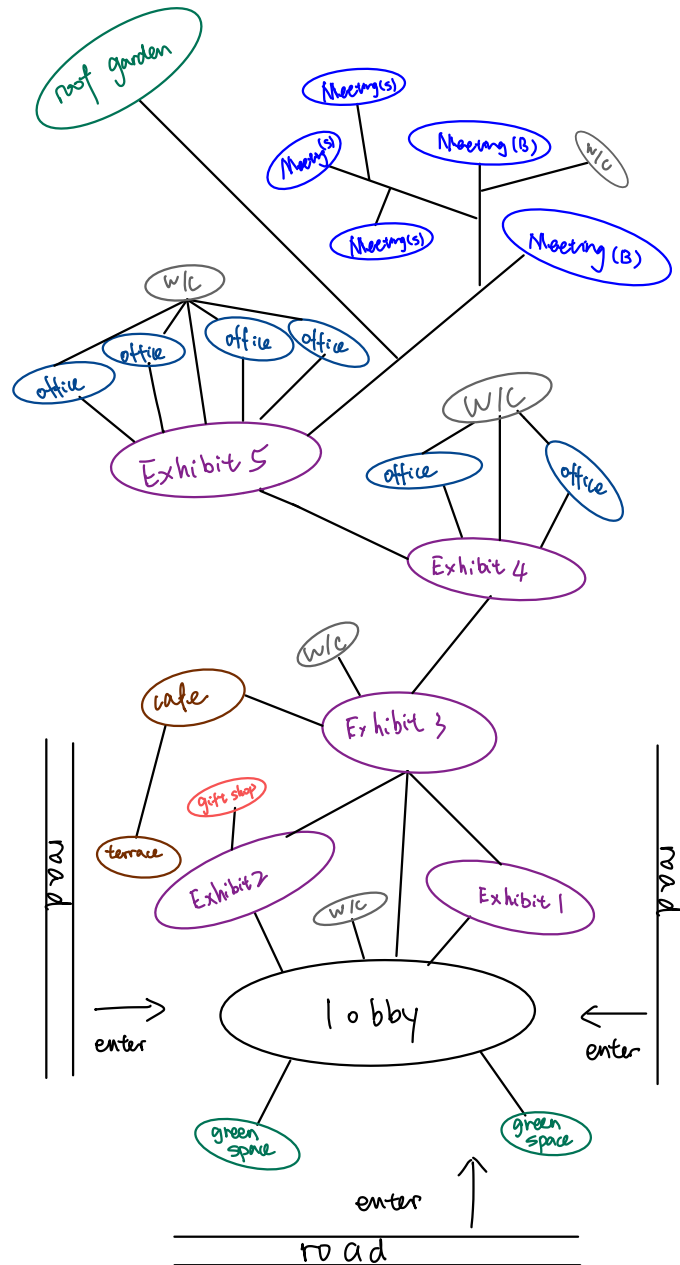 roof garden
Meeting(s)
Meeting(s)
Meeting(B)
W/C
Meeting(s)
Meeting(B)
W/C
office
office
office
office
W/C
Exhibit 5
office
office
Exhibit 4
W/C
cafe
Exhibit 3
gift shop
terrace
road
road
Exhibit 2
Exhibit 1
W/C
lobby
enter
enter
green
space
green
space
enter
road